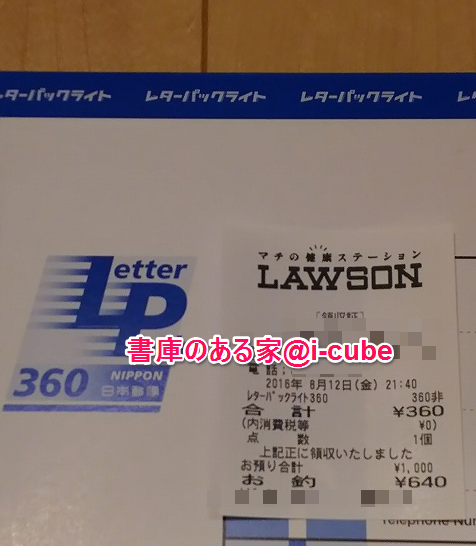 レターパックライト レターパックライト レターパックライト
Letter
LP
360 NIPPON
日本郵便
マチの健康ステーション
LAWSON
書庫のある家@i-cube
電話:
2016年 8月12日(金) 21:40
レターパックライト360 360非
合計 ¥360
(内消費税等 ¥0)
点数 1個
上記正に領収いたしました
お預り合計 ¥1,000
お釣 ¥640
Telephone Nu